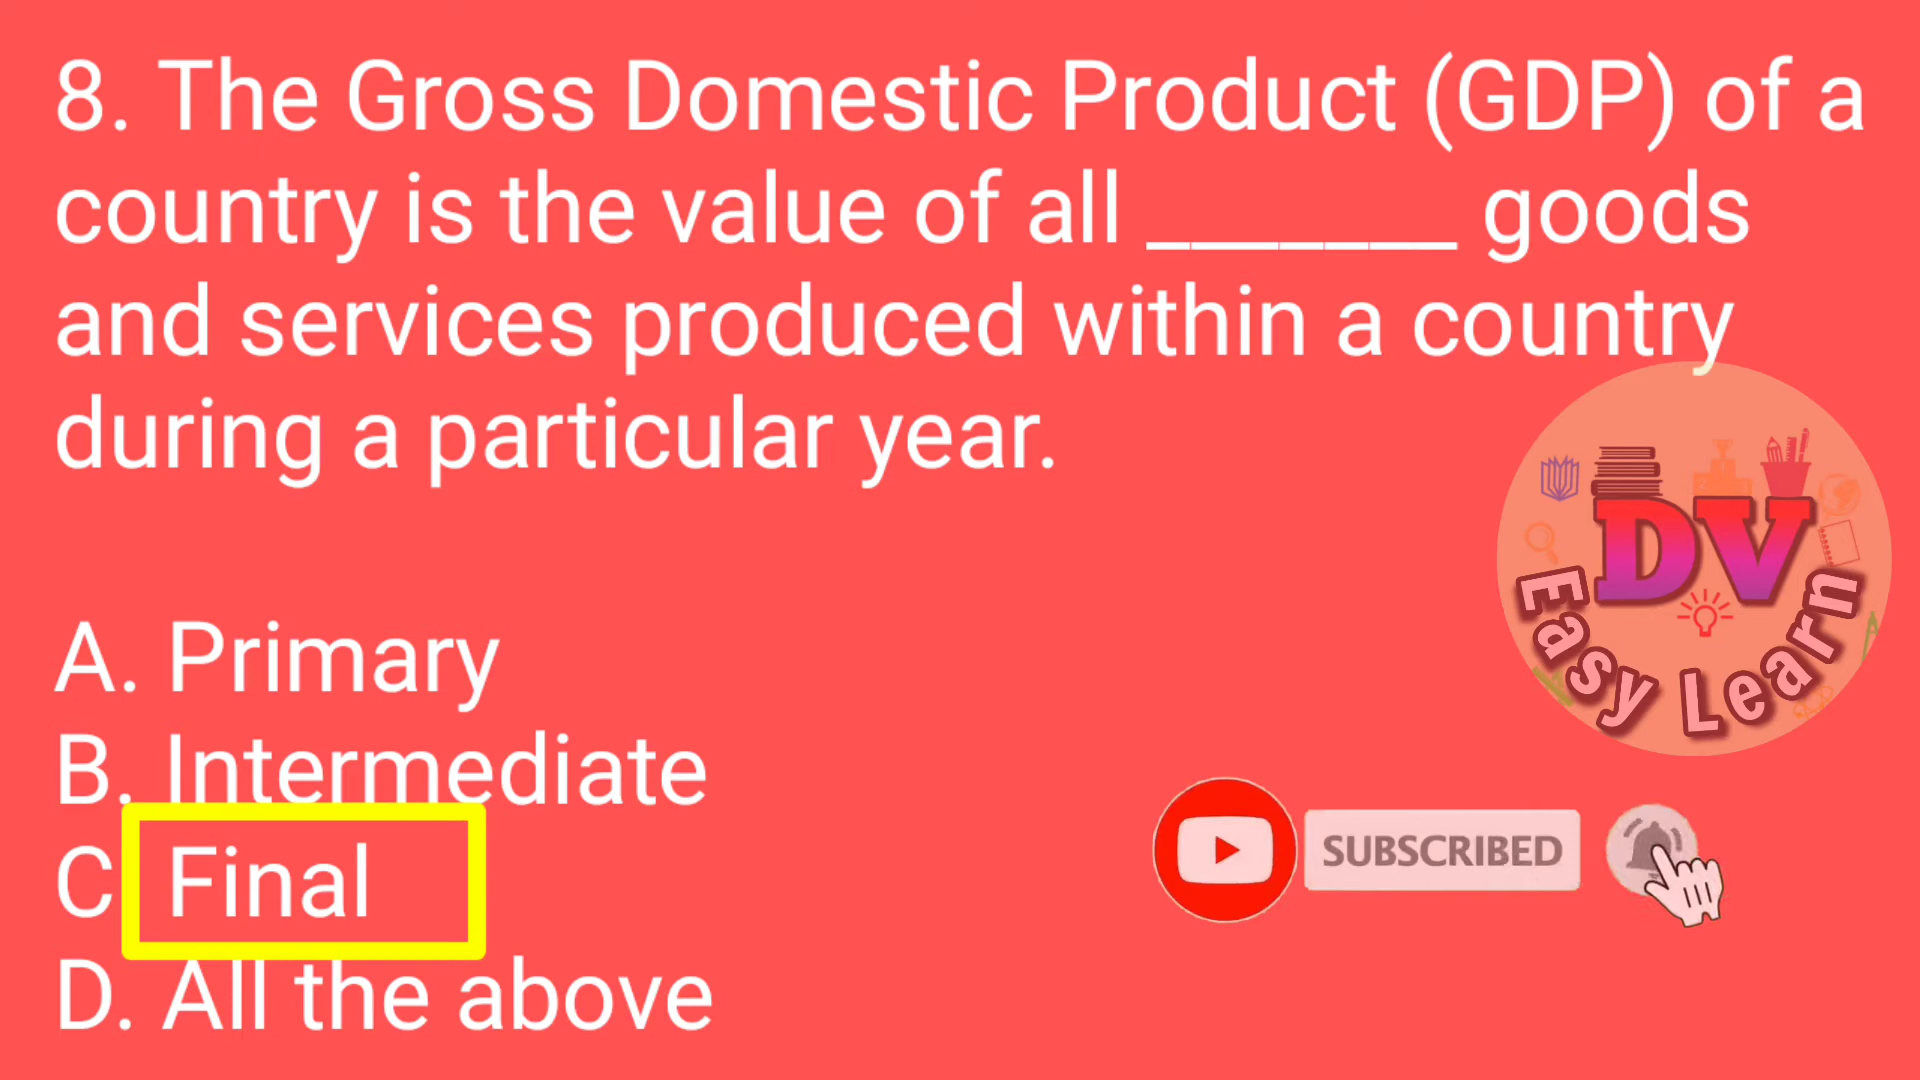 8. The Gross Domestic Product (GDP) of a
country is the value of all _______ goods
and services produced within a country
during a particular year.
A. Primary
B. Intermediate
C Final
D. All the above
DV
Easy Learn
SUBSCRIBED